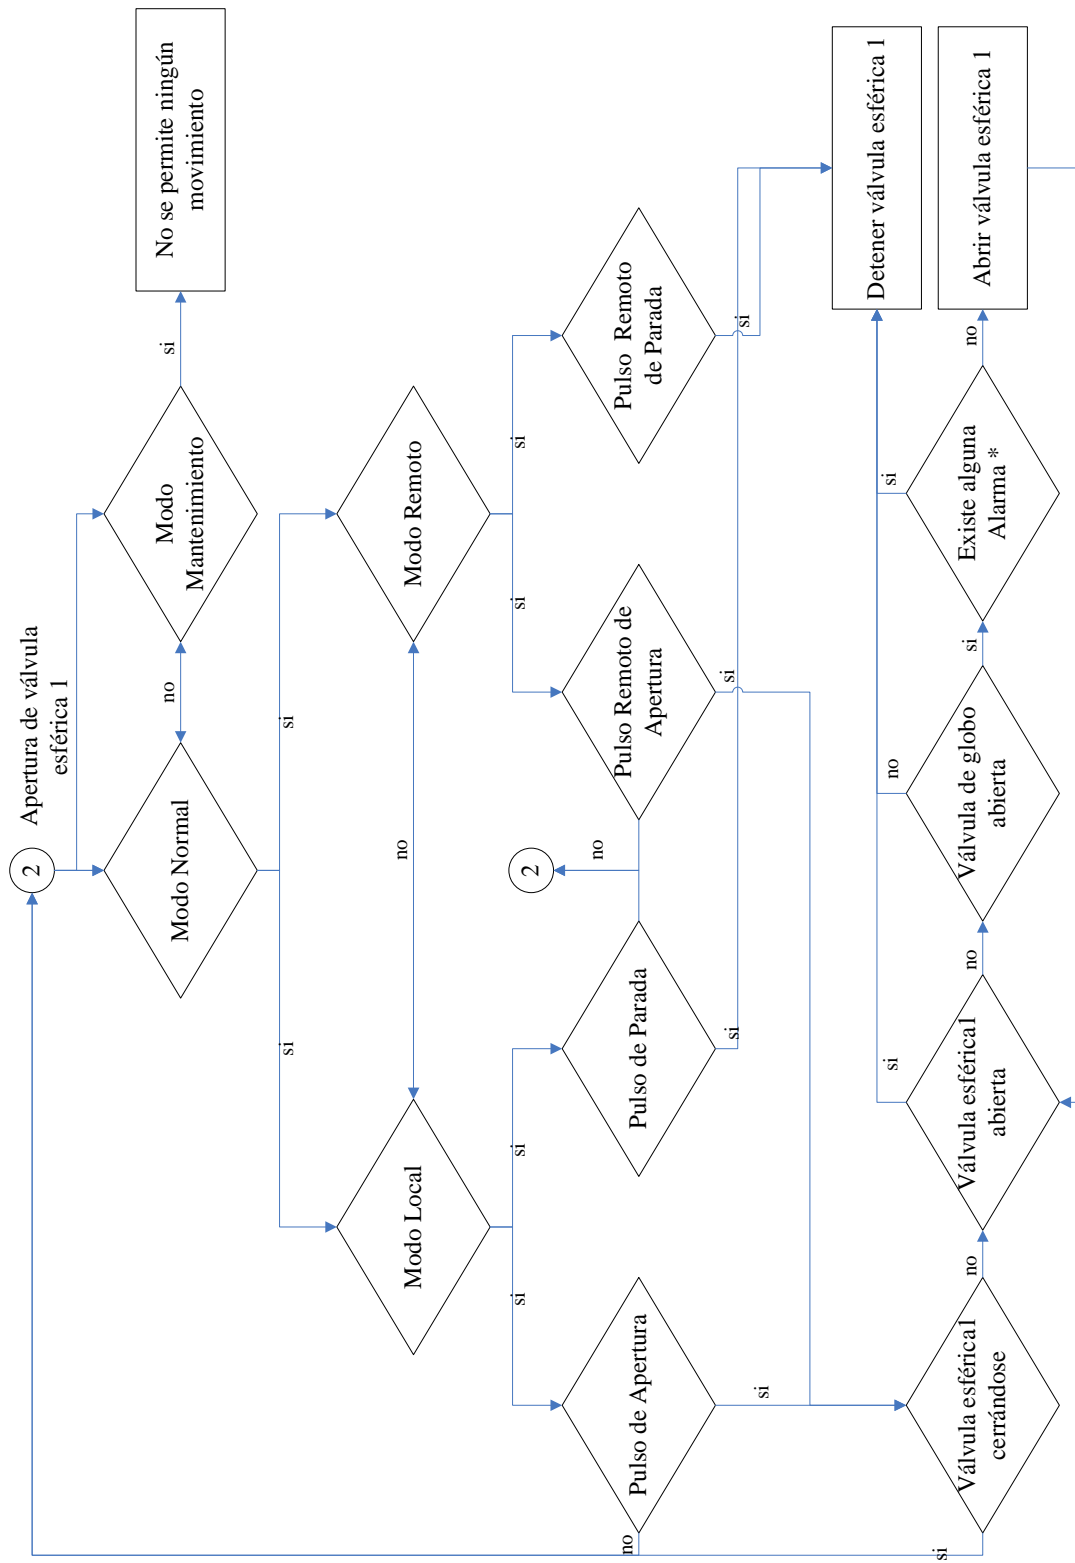 Apertura de válvula
esférica 1
2
Modo Normal
no
Modo
Mantenimiento
si
No se permite ningún
movimiento
si
si
Modo Local
no
Modo Remoto
si
si
si
si
Pulso de Apertura
Pulso de Parada
no
2
Pulso Remoto de
Apertura
Pulso Remoto
de Parada
no
si
si
si
si
Válvula esférica1
cerrándose
si
no
Válvula esférica1
abierta
si
no
Válvula de globo
abierta
no
si
Existe alguna
Alarma *
si
no
Detener válvula esférica 1
Abrir válvula esférica 1